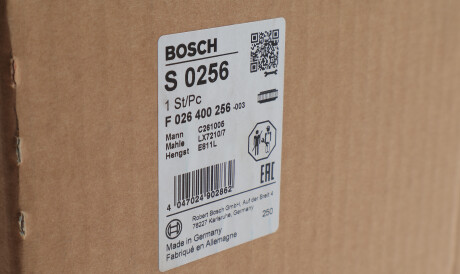 BOSCH
S 0256
1 St/Pc
F 026 400 256 -003
Mann C261005
Mahle LX7210/7
Hengst E811L
4 047024 902862
EAC
Robert Bosch GmbH, Auf der Breit
76227 Karlsruhe, Germany
250
Made in Germany
Fabriqué en Allemagne